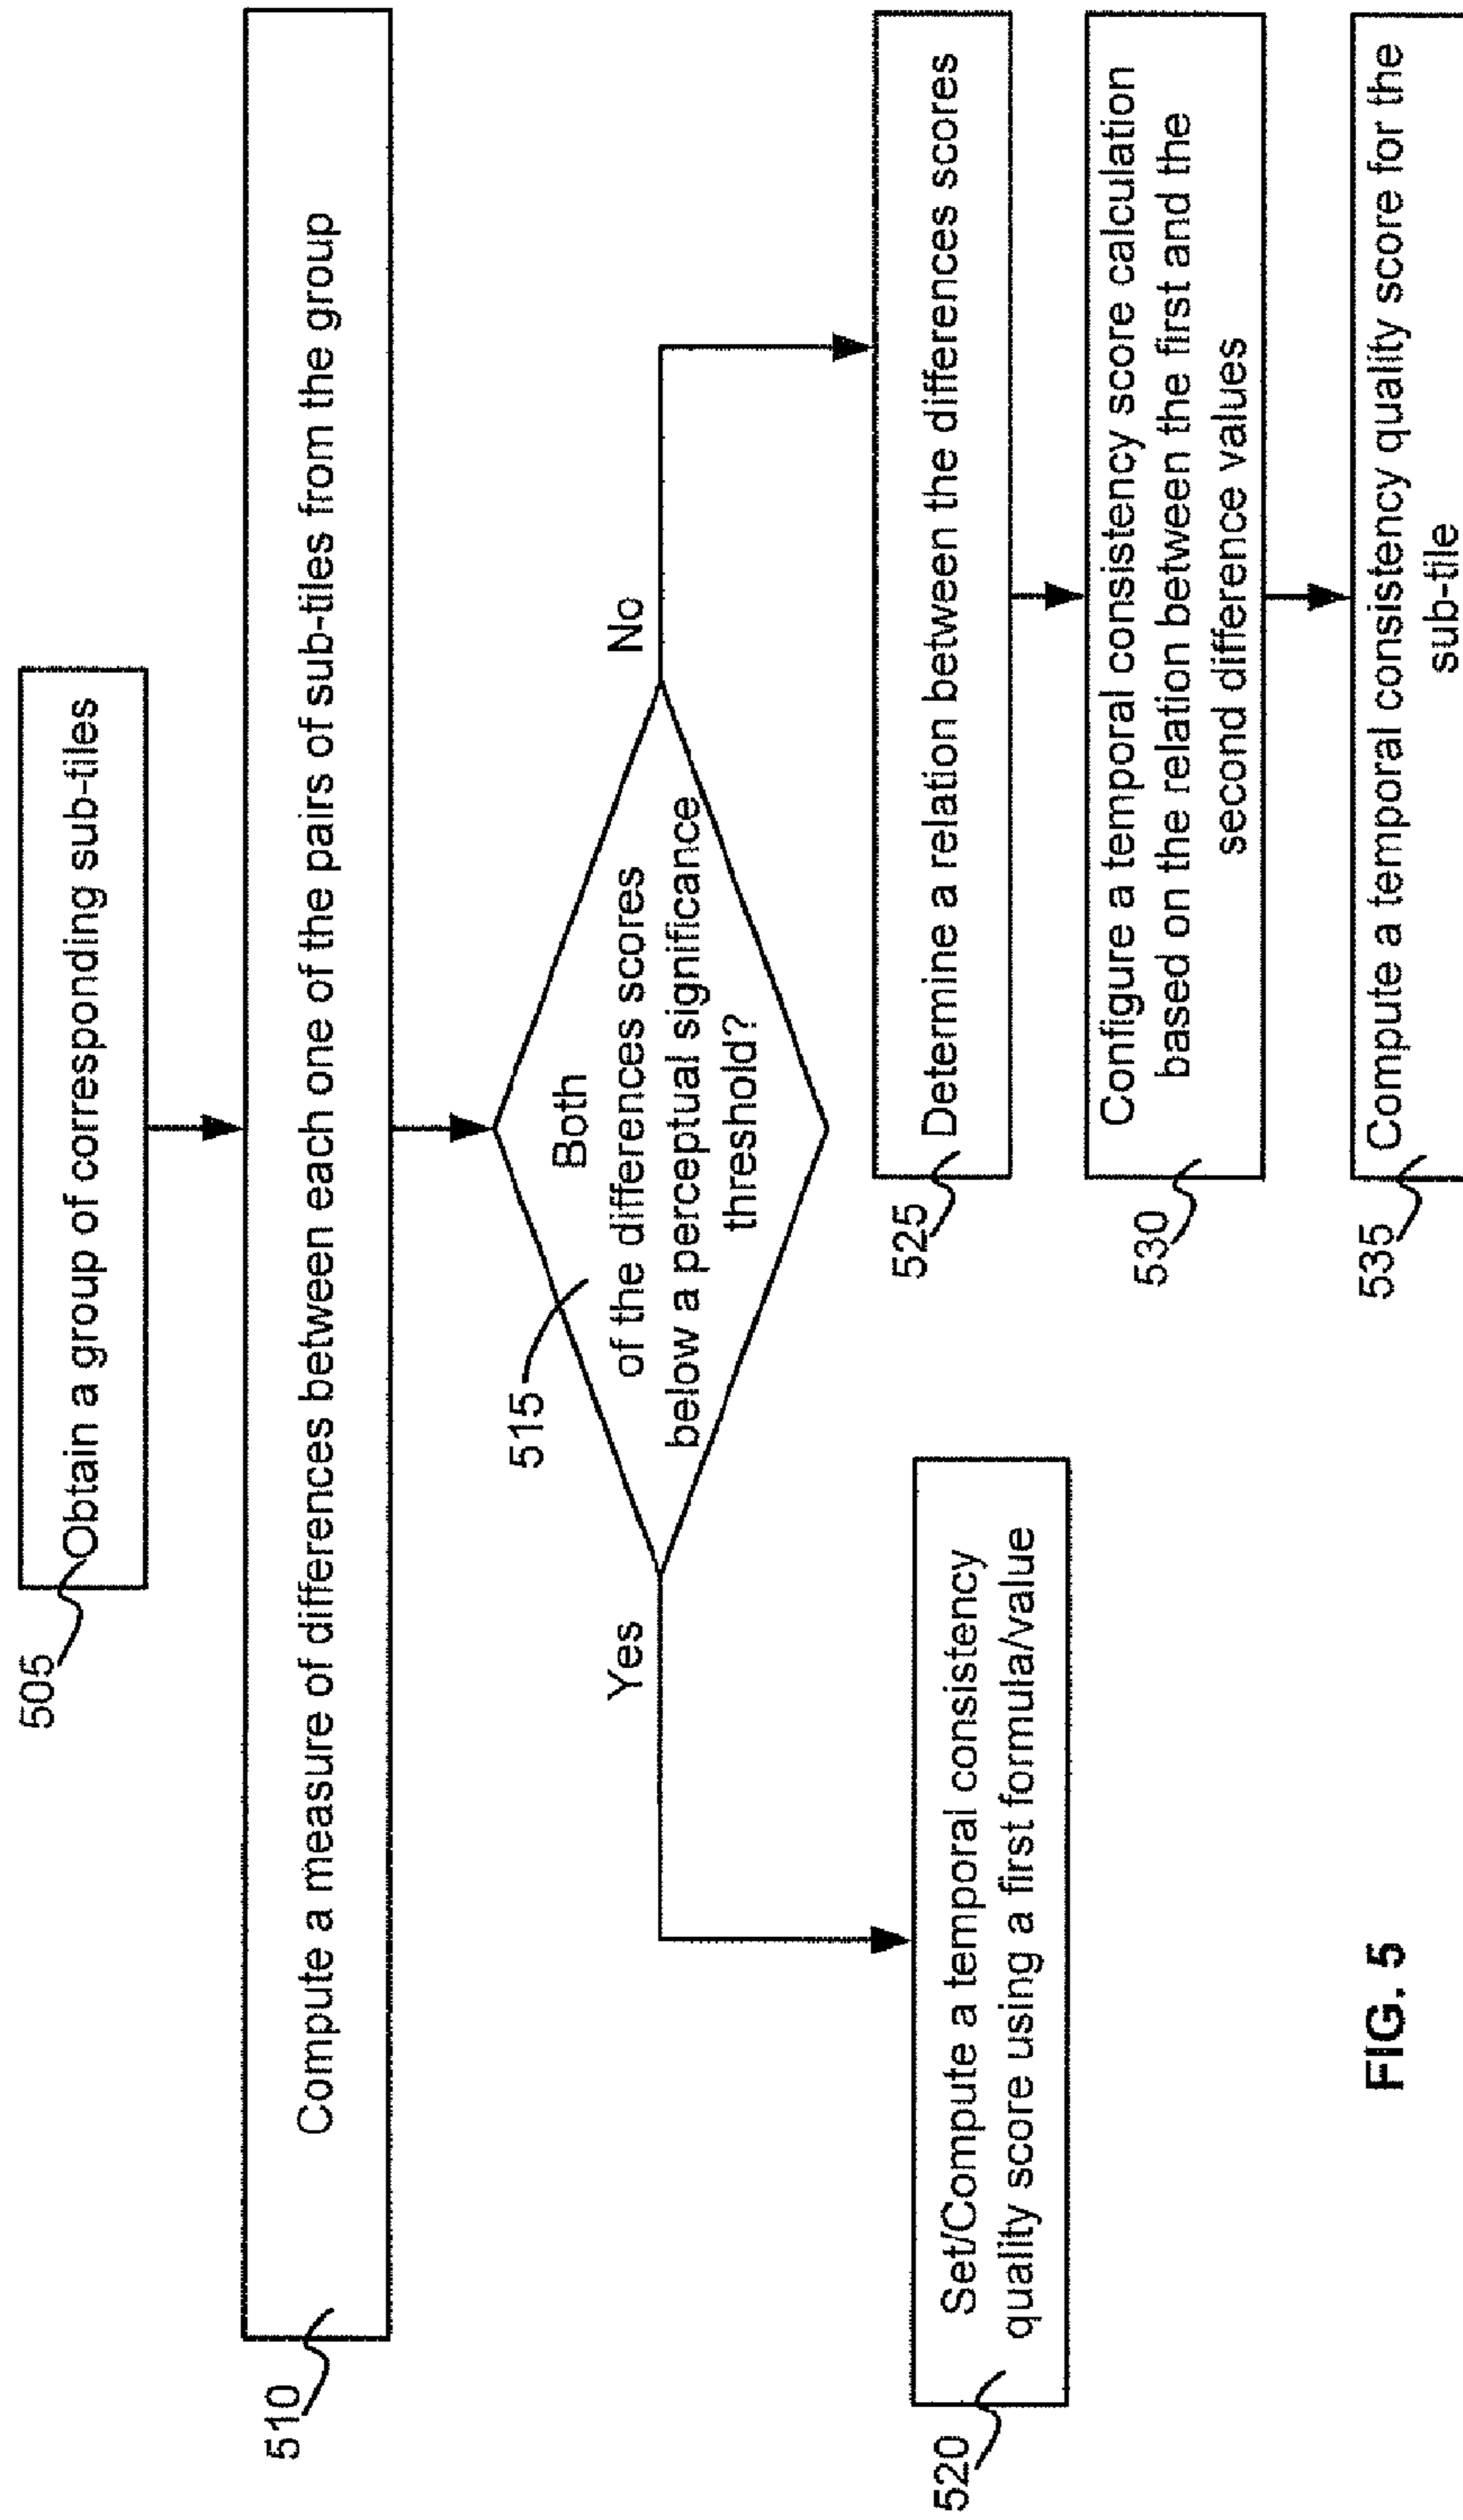 505
Obtain a group of corresponding sub-tiles
510
Compute a measure of differences between each one of the pairs of sub-tiles from the group
515
Both
of the differences scores
below a perceptual significance
threshold?
Yes
No
520
Set/Compute a temporal consistency
quality score using a first formula/value
525
Determine a relation between the differences scores
530
Configure a temporal consistency score calculation
based on the relation between the first and the
second difference values
535
Compute a temporal consistency quality score for the
sub-tile
FIG. 5